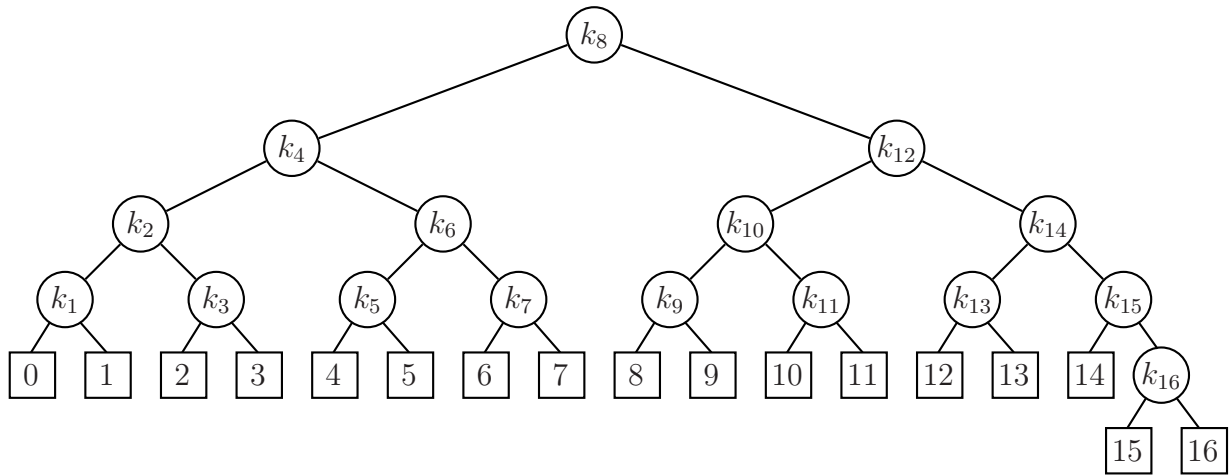 k₈
k₄ k₁₂
k₂ k₆ k₁₀ k₁₄
k₁ k₃ k₅ k₇ k₉ k₁₁ k₁₃ k₁₅
0 1 2 3 4 5 6 7 8 9 10 11 12 13 14 k₁₆
15 16